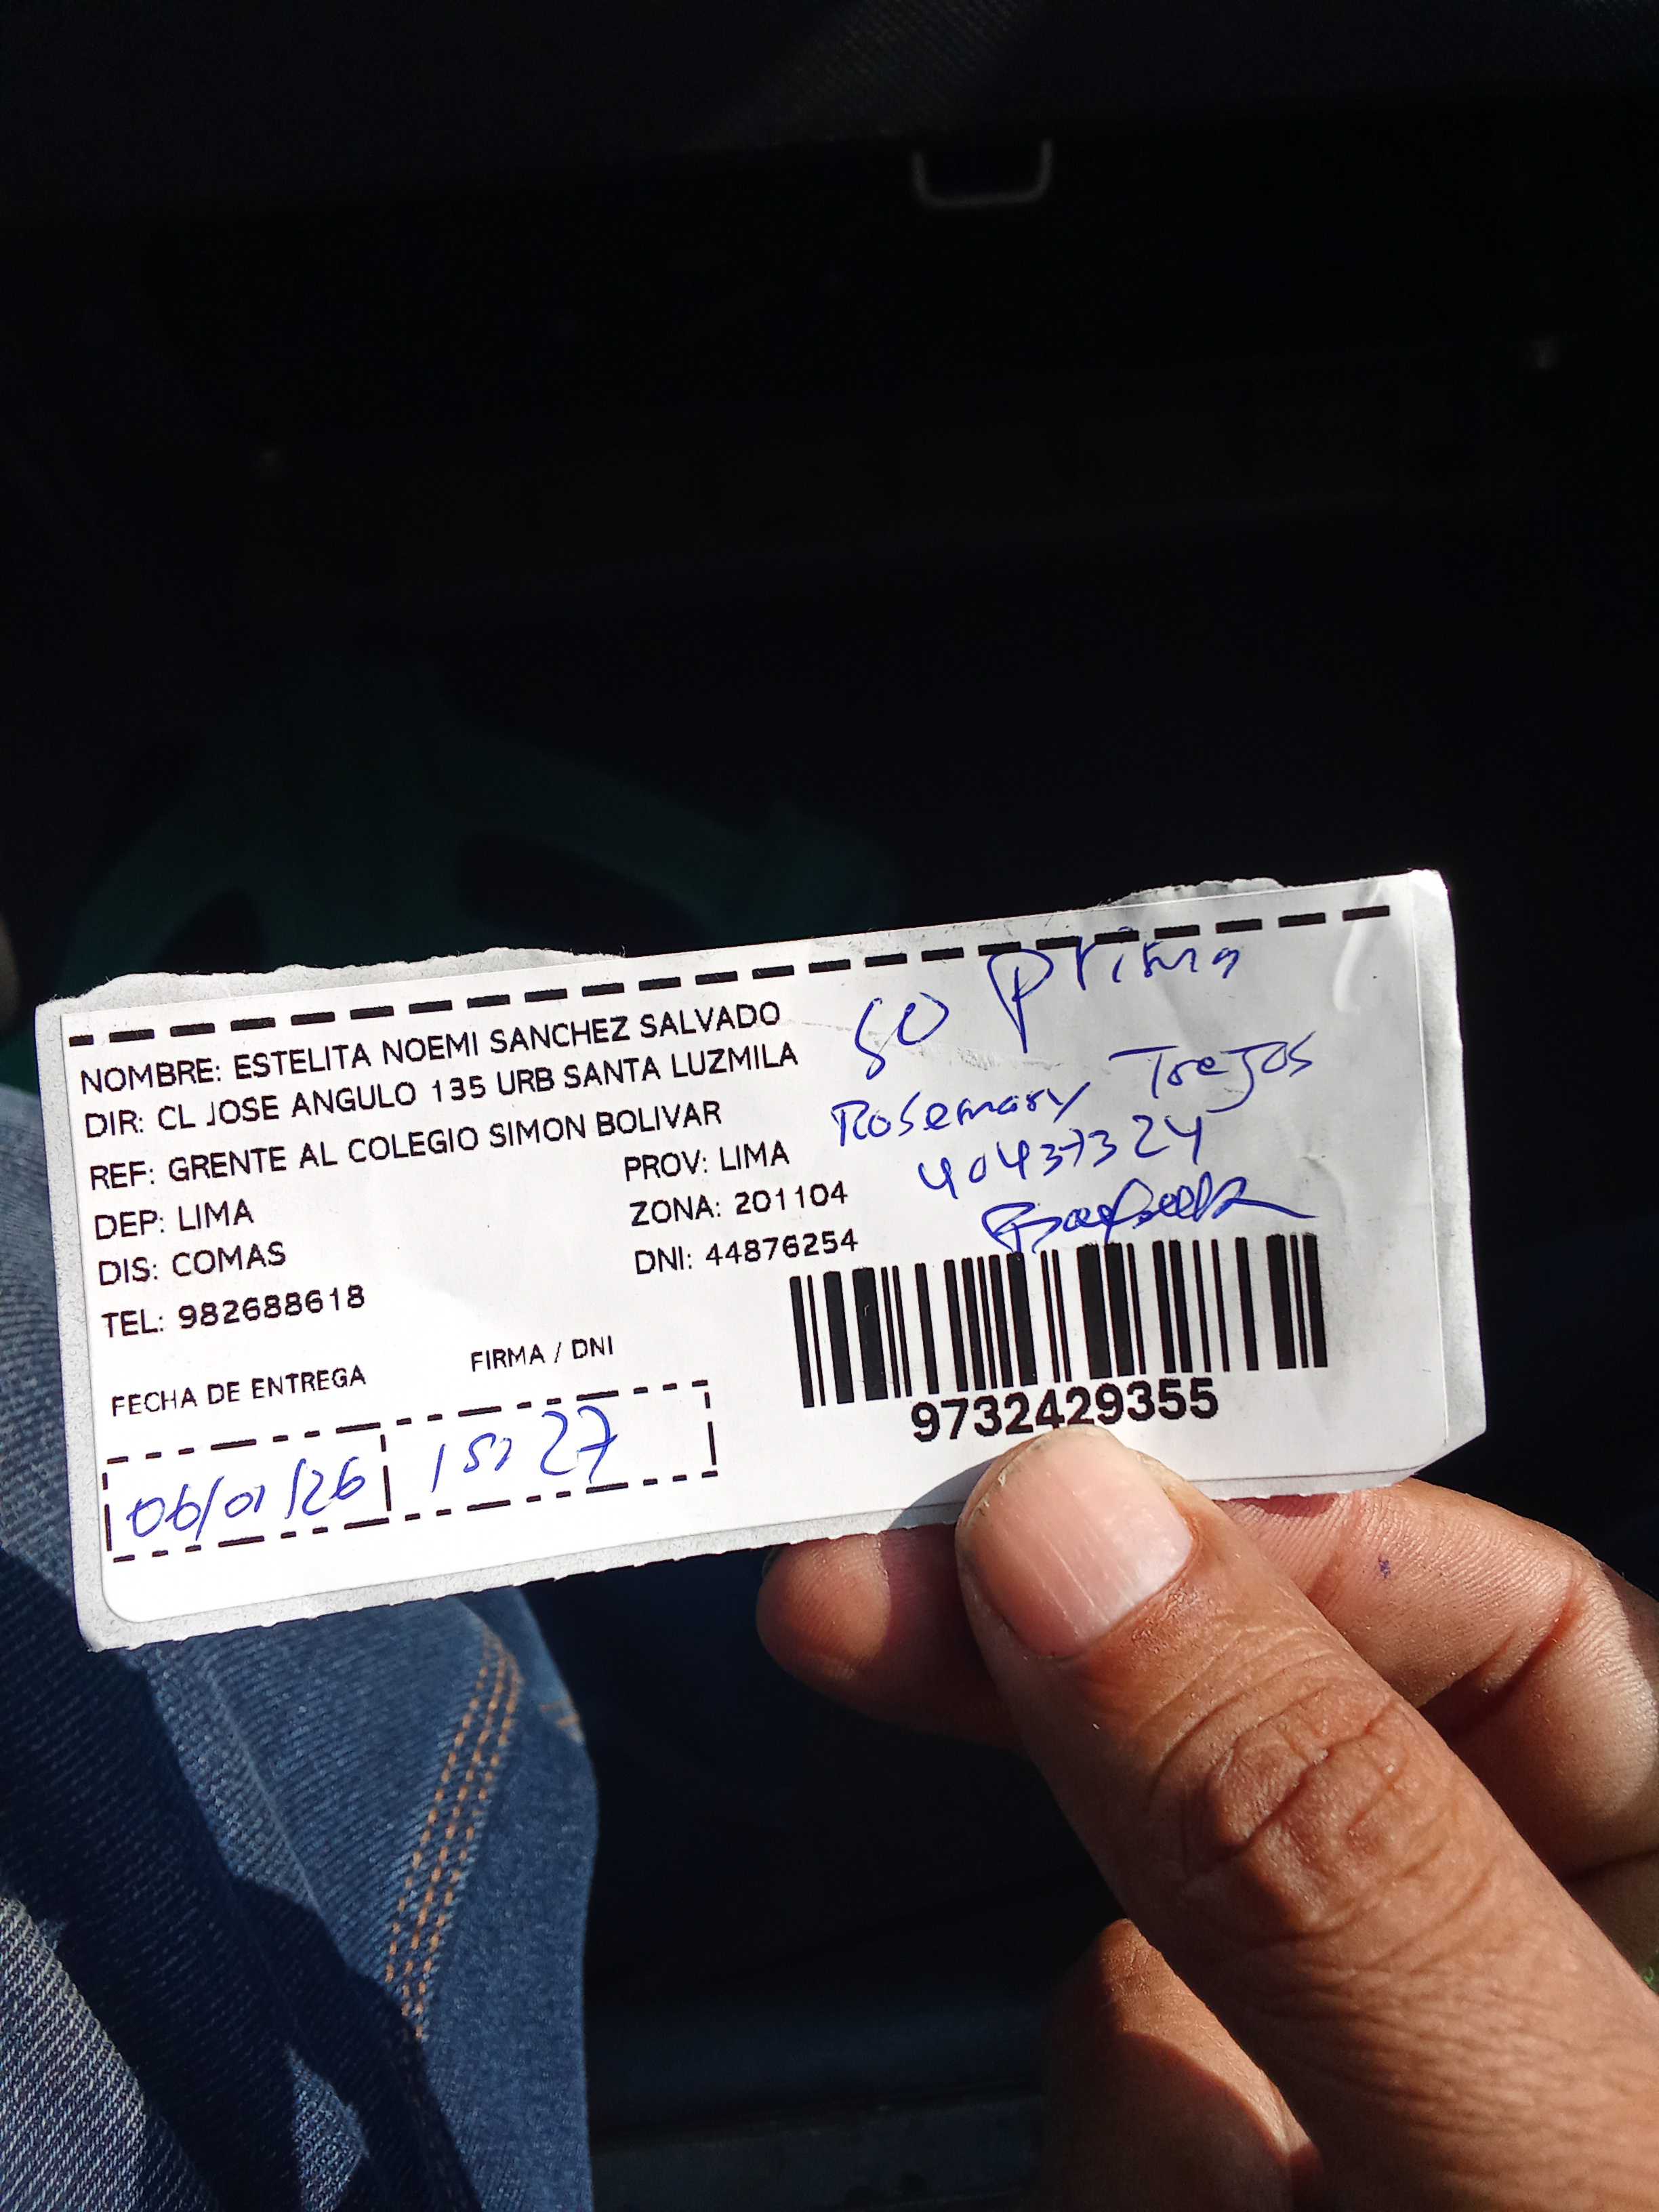 NOMBRE: ESTELITA NOEMI SANCHEZ SALVADO
DIR: CL JOSE ANGULO 135 URB SANTA LUZMILA
REF: GRENTE AL COLEGIO SIMON BOLIVAR
DEP: LIMA PROV: LIMA
DIS: COMAS ZONA: 201104
TEL: 982688618 DNI: 44876254
FECHA DE ENTREGA FIRMA / DNI
06/01/26 15:27
so Prima
Rosemary Trejos
40437324
9732429355